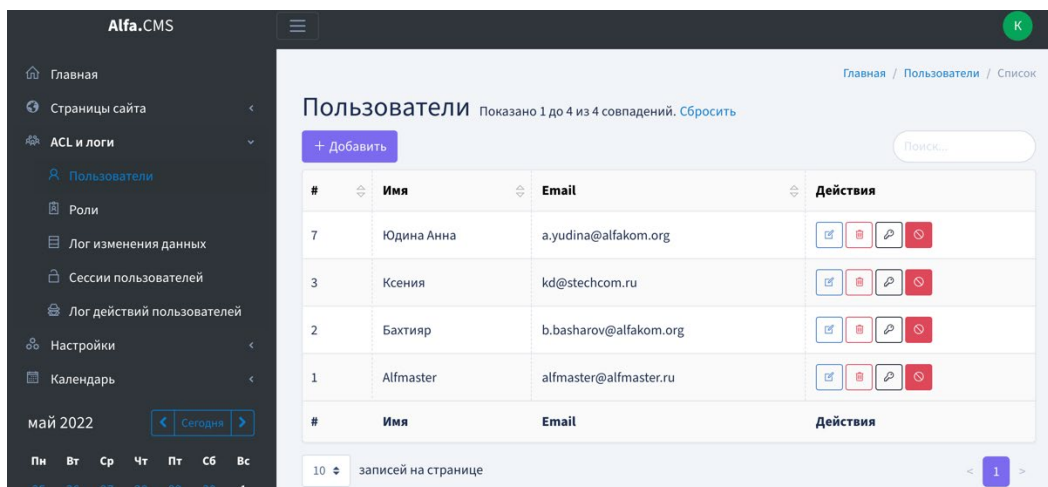 Alfa.CMS
К
Главная
Страницы сайта
ACL и логи
Пользователи
Роли
Лог изменения данных
Сессии пользователей
Лог действий пользователей
Настройки
Календарь
май 2022
< Сегодня >
Пн Вт Ср Чт Пт Сб Вс
Главная / Пользователи / Список
Пользователи Показано 1 до 4 из 4 совпадений. Сбросить
+ Добавить
Поиск...
# Имя Email Действия
7 Юдина Анна a.yudina@alfakom.org
3 Ксения kd@stechcom.ru
2 Бахтияр b.basharov@alfakom.org
1 Alfmaster alfmaster@alfmaster.ru
# Имя Email Действия
10 записей на странице
< 1 >